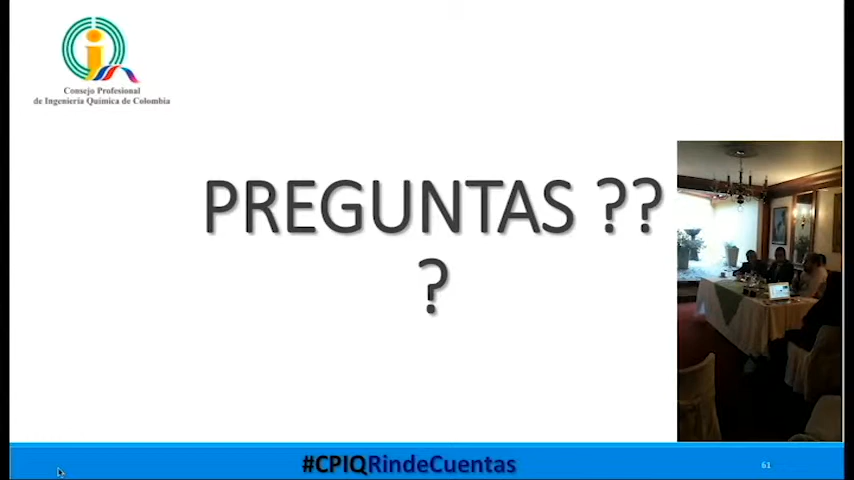 Consejo Profesional
de Ingeniería Química de Colombia
PREGUNTAS ??
?
#CPIQRindeCuentas
61